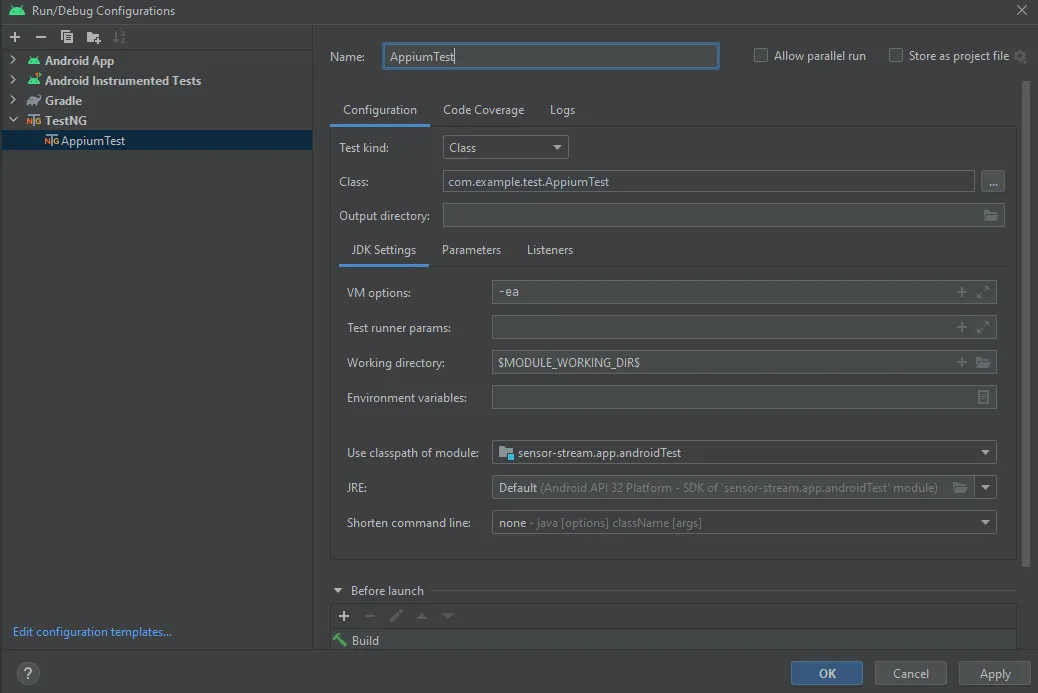 Run/Debug Configurations
Android App
Android Instrumented Tests
Gradle
TestNG
AppiumTest
Edit configuration templates...
Name: AppiumTest Allow parallel run Store as project file
Configuration Code Coverage Logs
Test kind: Class
Class: com.example.test.AppiumTest ...
Output directory:
JDK Settings Parameters Listeners
VM options: -ea
Test runner params:
Working directory: $MODULE_WORKING_DIR$
Environment variables:
Use classpath of module: sensor-stream.app.androidTest
JRE: Default (Android API 32 Platform - SDK of 'sensor-stream.app.androidTest' module)
Shorten command line: none - java [options] className [args]
Before launch
Build
? OK Cancel Apply